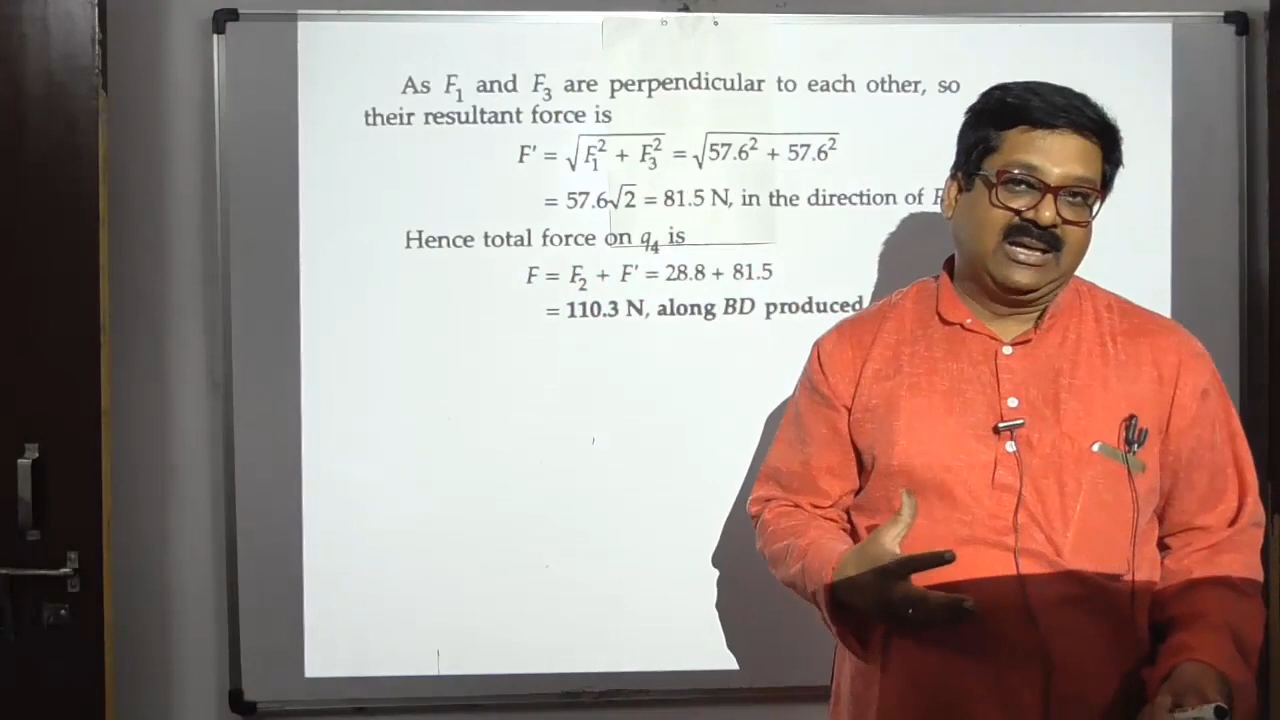 As F₁ and F₃ are perpendicular to each other, so
their resultant force is
F' = √(F₁² + F₃²) = √(57.6² + 57.6²)
= 57.6√2 = 81.5 N, in the direction of
Hence total force on q₄ is
F = F₂ + F' = 28.8 + 81.5
= 110.3 N, along BD produced